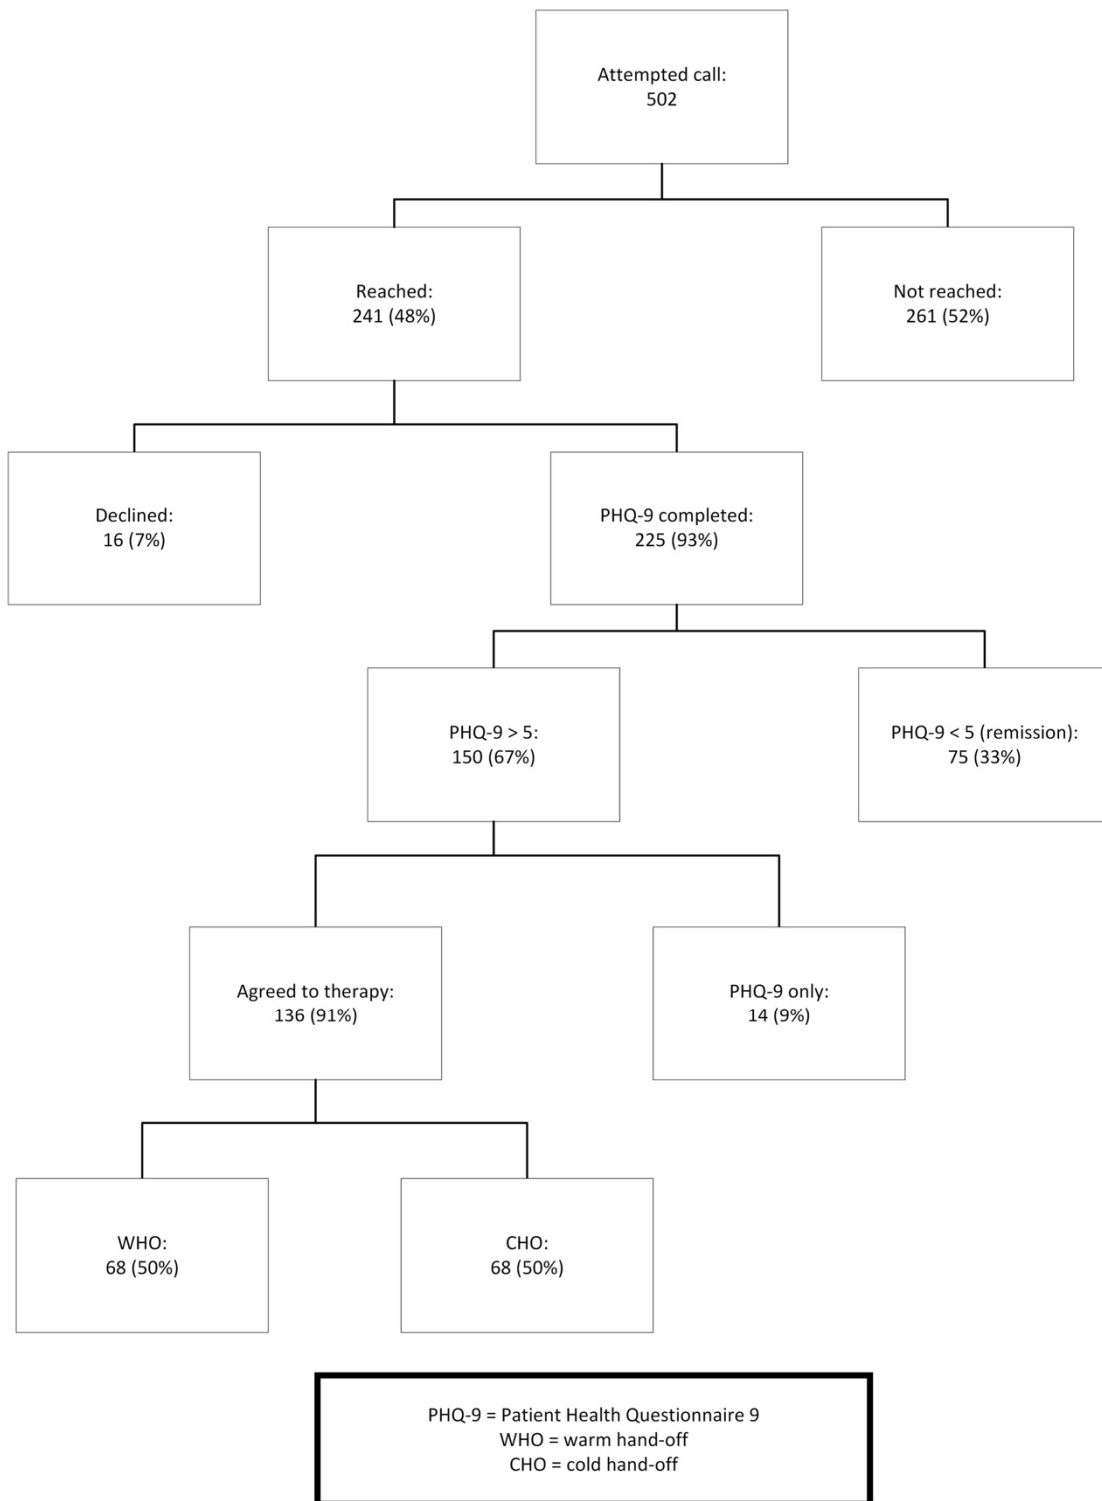 Attempted call:
502
Reached:
241 (48%)
Not reached:
261 (52%)
Declined:
16 (7%)
PHQ-9 completed:
225 (93%)
PHQ-9 > 5:
150 (67%)
PHQ-9 < 5 (remission):
75 (33%)
Agreed to therapy:
136 (91%)
PHQ-9 only:
14 (9%)
WHO:
68 (50%)
CHO:
68 (50%)
PHQ-9 = Patient Health Questionnaire 9
WHO = warm hand-off
CHO = cold hand-off